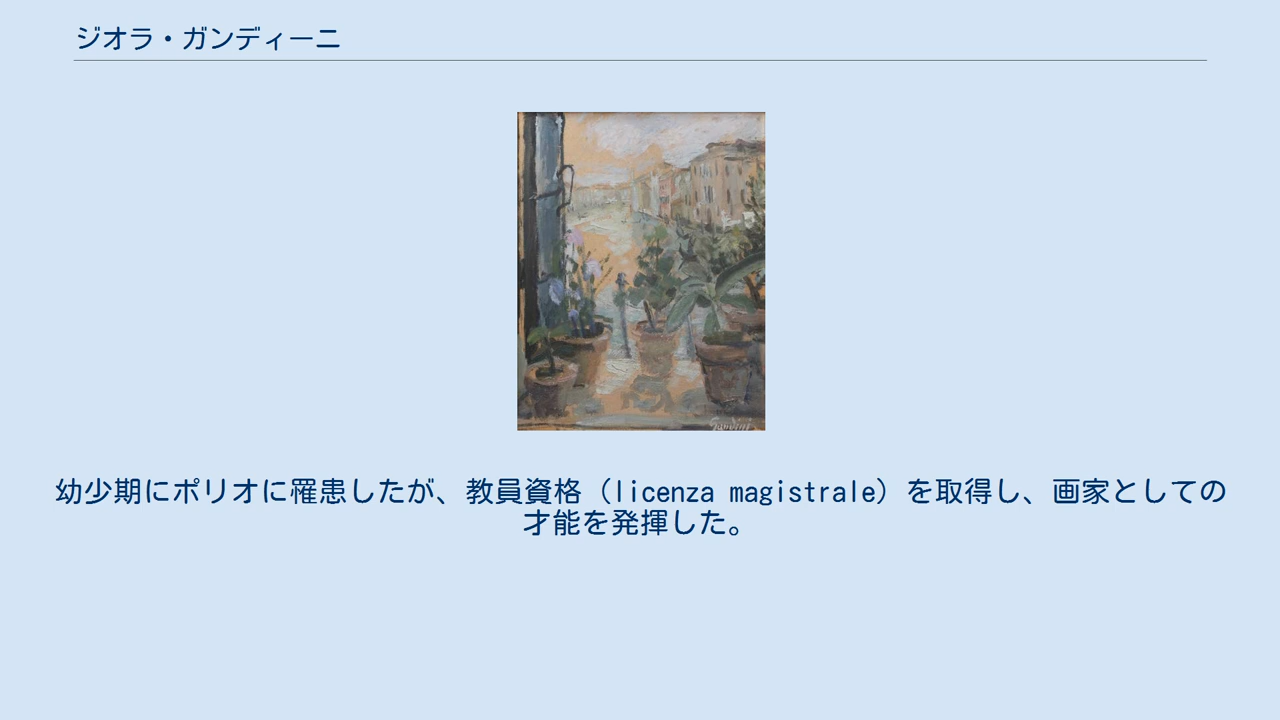 ジオラ・ガンディーニ
Gandini
幼少期にポリオに罹患したが、教員資格（licenza magistrale）を取得し、画家としての
才能を発揮した。